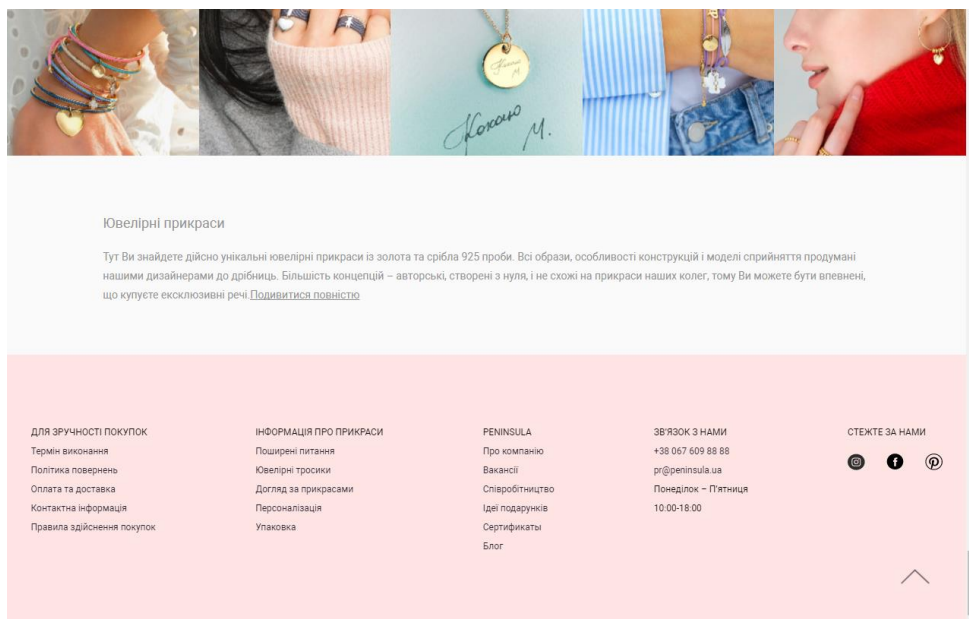 Кохаю
М.
Кохаю М.
Ювелірні прикраси
Тут Ви знайдете дійсно унікальні ювелірні прикраси із золота та срібла 925 проби. Всі образи, особливості конструкцій і моделі сприйняття продумані
нашими дизайнерами до дрібниць. Більшість концепцій – авторські, створені з нуля, і не схожі на прикраси наших колег, тому Ви можете бути впевнені,
що купуєте ексклюзивні речі.Подивитися повністю
ДЛЯ ЗРУЧНОСТІ ПОКУПОК
Термін виконання
Політика повернень
Оплата та доставка
Контактна інформація
Правила здійснення покупок
ІНФОРМАЦІЯ ПРО ПРИКРАСИ
Поширені питання
Ювелірні тросики
Догляд за прикрасами
Персоналізація
Упаковка
PENINSULA
Про компанію
Вакансії
Співробітництво
Ідеї подарунків
Сертифікаты
Блог
ЗВ'ЯЗОК З НАМИ
+38 067 609 88 88
pr@peninsula.ua
Понеділок – П'ятниця
10:00-18:00
СТЕЖТЕ ЗА НАМИ